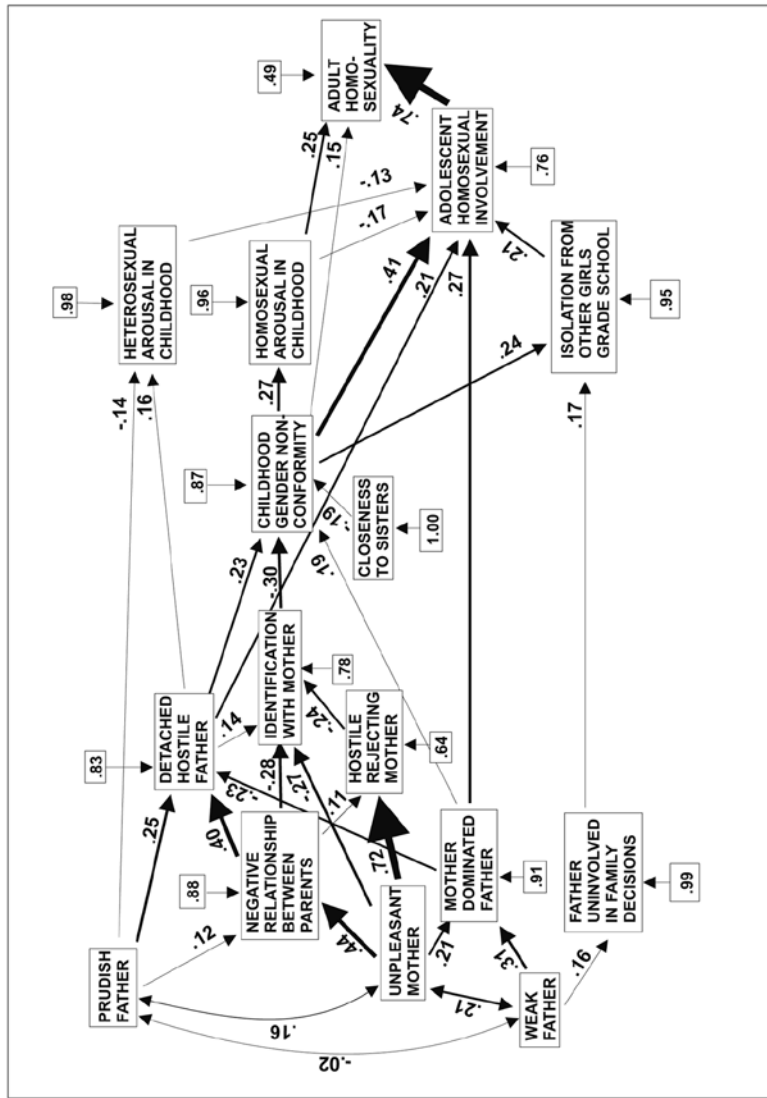 PRUDISH
FATHER
UNPLEASANT
MOTHER
WEAK
FATHER
-.02
.16
.21
.12
.25
-.14
.44
.72
-.27
.21
.31
.16
.88
NEGATIVE
RELATIONSHIP
BETWEEN
PARENTS
.91
MOTHER
DOMINATED
FATHER
.99
FATHER
UNINVOLVED
IN FAMILY
DECISIONS
.40
-.28
.11
-.23
.83
DETACHED
HOSTILE
FATHER
.64
HOSTILE
REJECTING
MOTHER
.14
-.24
.78
IDENTIFICATION
WITH MOTHER
.16
.23
-.30
.19
1.00
CLOSENESS
TO SISTERS
-.19
.87
CHILDHOOD
GENDER NON-
CONFORMITY
.27
.15
.41
.21
.27
.24
.17
.98
HETEROSEXUAL
AROUSAL IN
CHILDHOOD
.96
HOMOSEXUAL
AROUSAL IN
CHILDHOOD
.95
ISOLATION FROM
OTHER GIRLS
GRADE SCHOOL
-.13
.25
-.17
.21
.76
ADOLESCENT
HOMOSEXUAL
INVOLVEMENT
.74
.49
ADULT
HOMO-
SEXUALITY